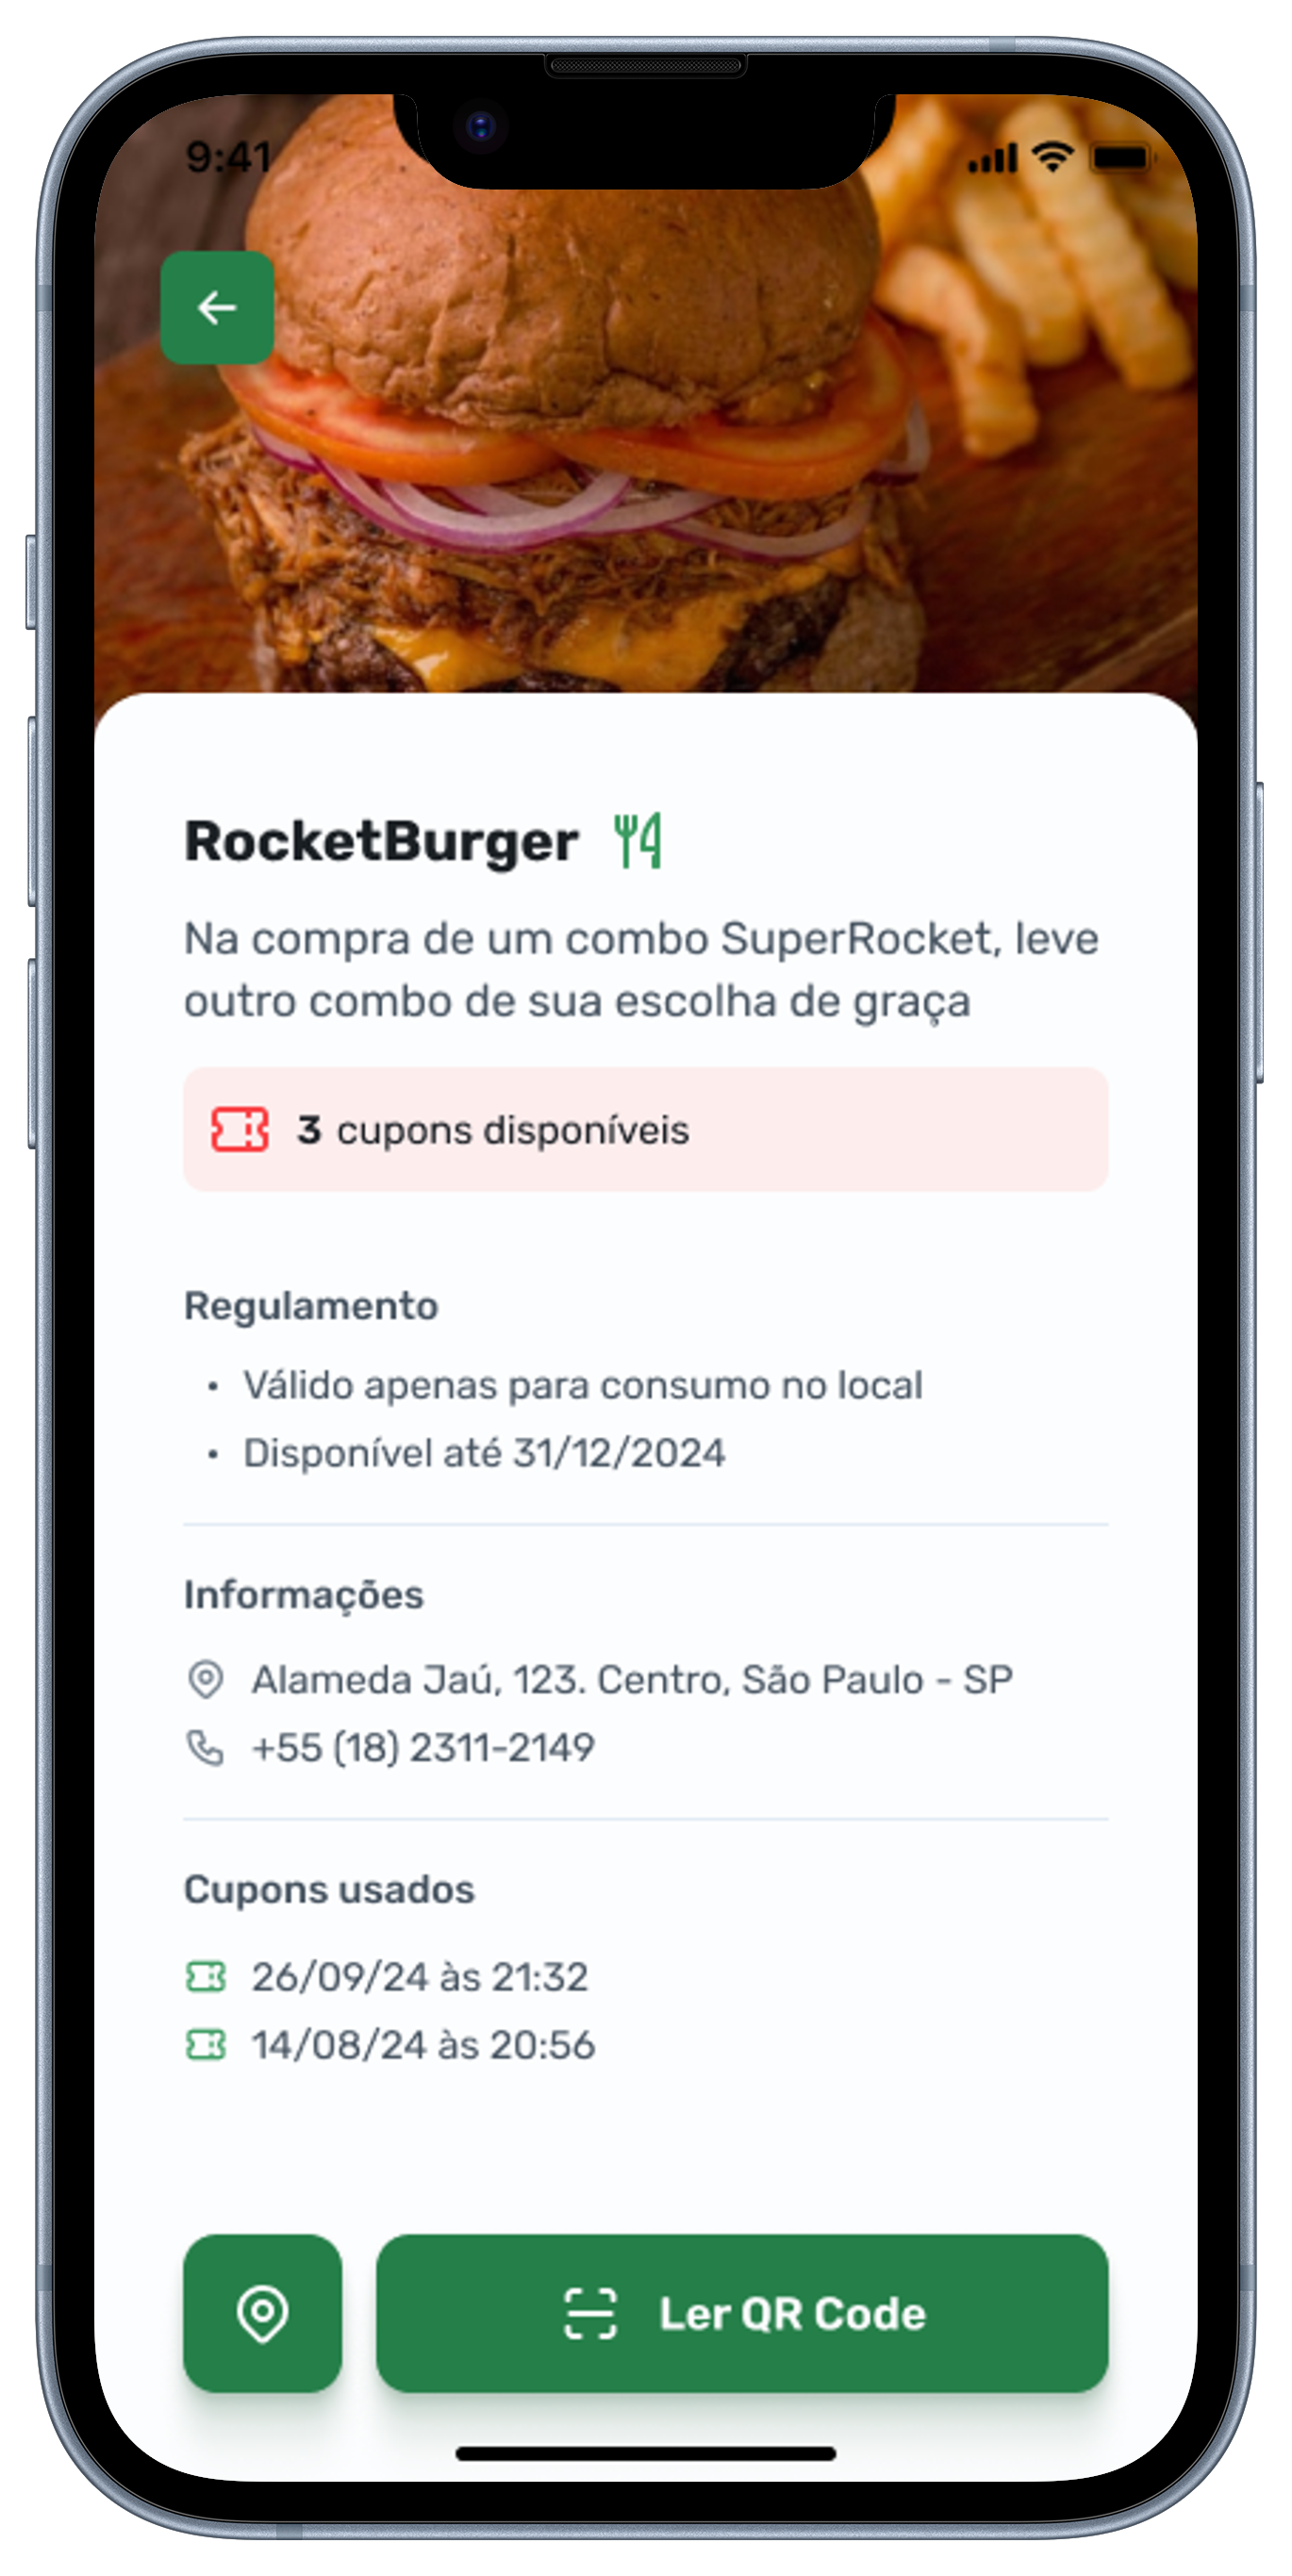 9:41
RocketBurger
Na compra de um combo SuperRocket, leve
outro combo de sua escolha de graça
3 cupons disponíveis
Regulamento
• Válido apenas para consumo no local
• Disponível até 31/12/2024
Informações
Alameda Jaú, 123. Centro, São Paulo - SP
+55 (18) 2311-2149
Cupons usados
26/09/24 às 21:32
14/08/24 às 20:56
Ler QR Code